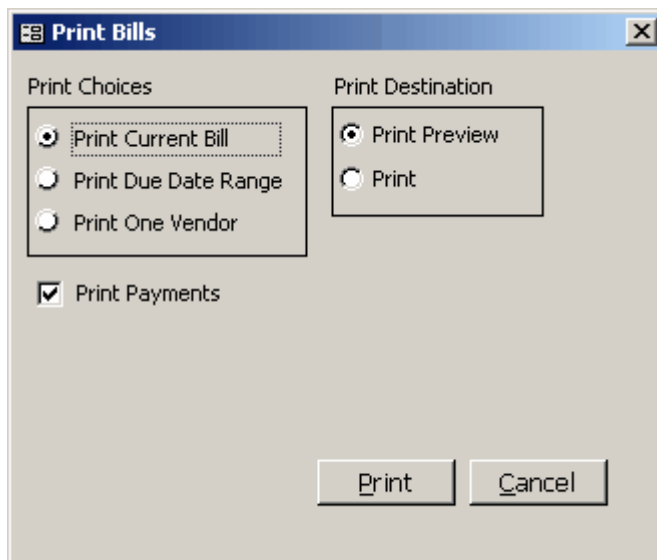 Print Bills
Print Choices
Print Current Bill
Print Due Date Range
Print One Vendor
Print Destination
Print Preview
Print
Print Payments
Print
Cancel